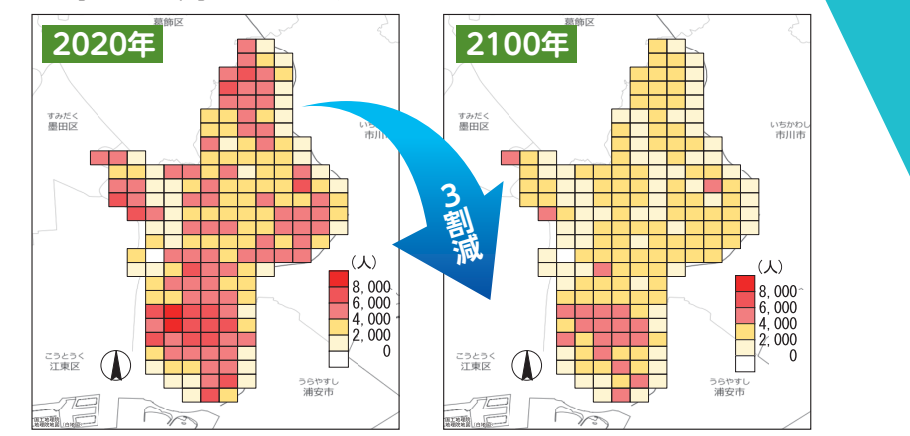 葛飾区
2020年
すみだく
墨田区
いち
市川市
3割減
(人)
8,000
6,000
4,000
2,000
0
こうとうく
江東区
うらやすし
浦安市
葛飾区
2100年
すみだく
墨田区
いちかわし
市川市
(人)
8,000
6,000
4,000
2,000
0
こうとうく
江東区
うらやすし
浦安市